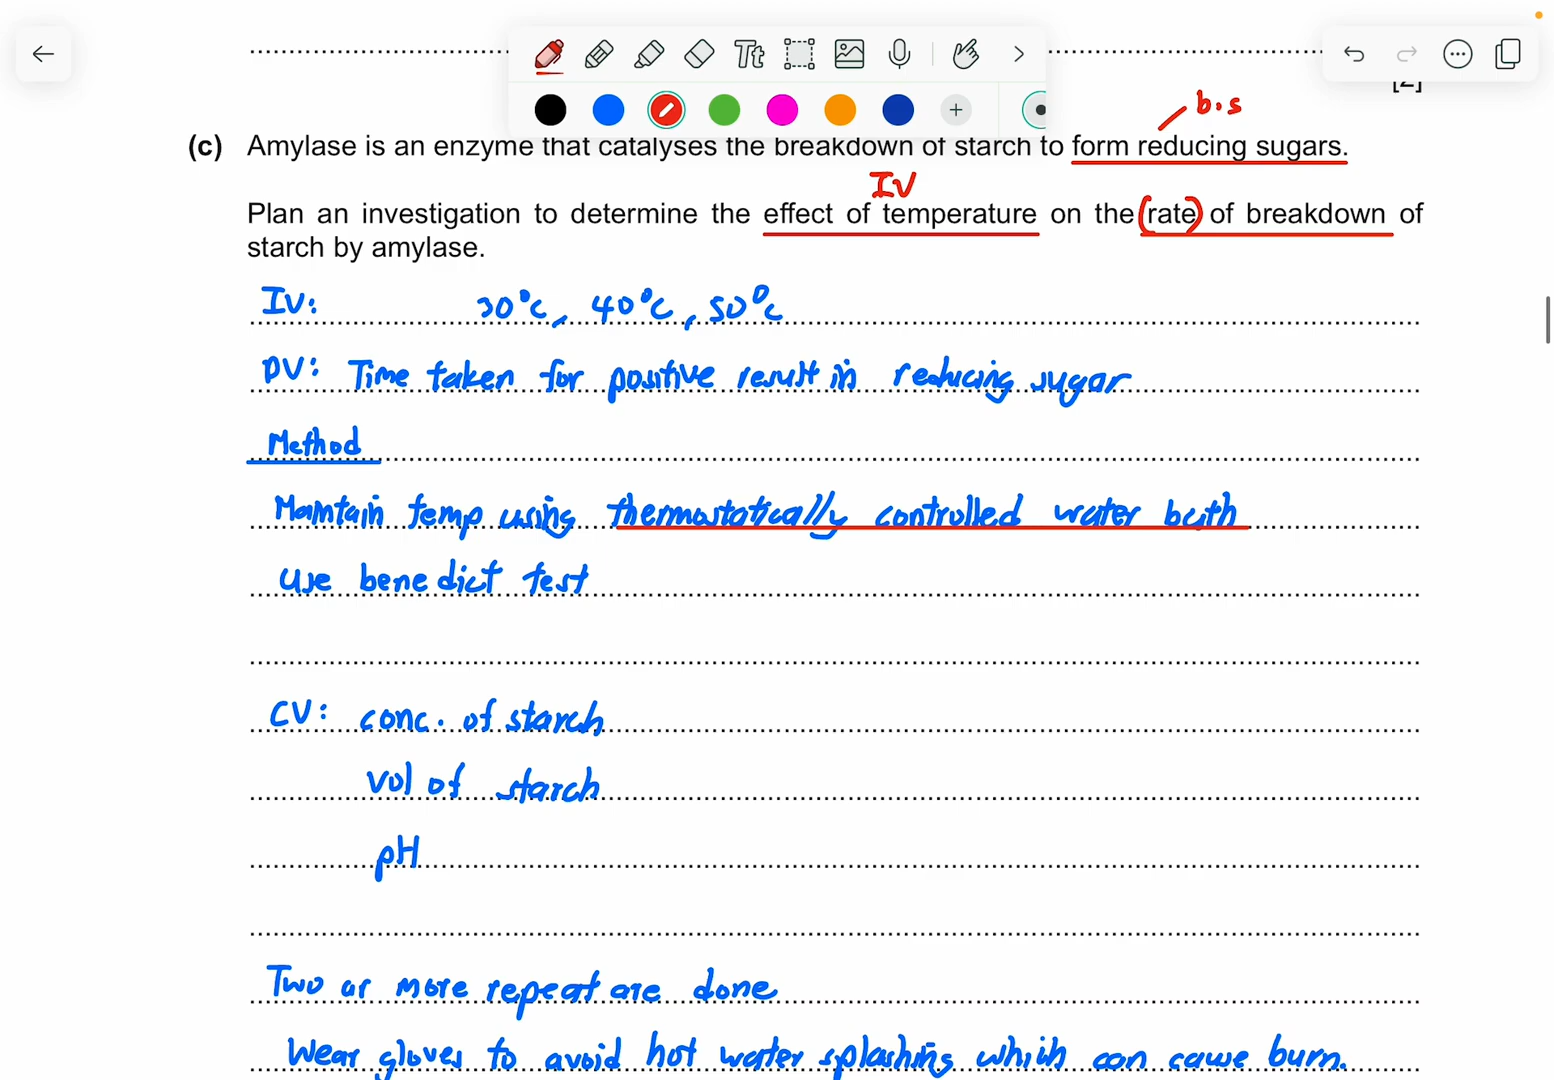 Tt
[2]
b.s
(c) Amylase is an enzyme that catalyses the breakdown of starch to form reducing sugars.
IV
Plan an investigation to determine the effect of temperature on the (rate) of breakdown of
starch by amylase.
IV: 30°C, 40°C, 50°C
DV: Time taken for positive result in reducing sugar
Method
Maintain temp using thermostatically controlled water bath
Use benedict test
CV: conc. of starch
vol of starch
pH
Two or more repeat are done
Wear gloves to avoid hot water splashing which can cause burn.